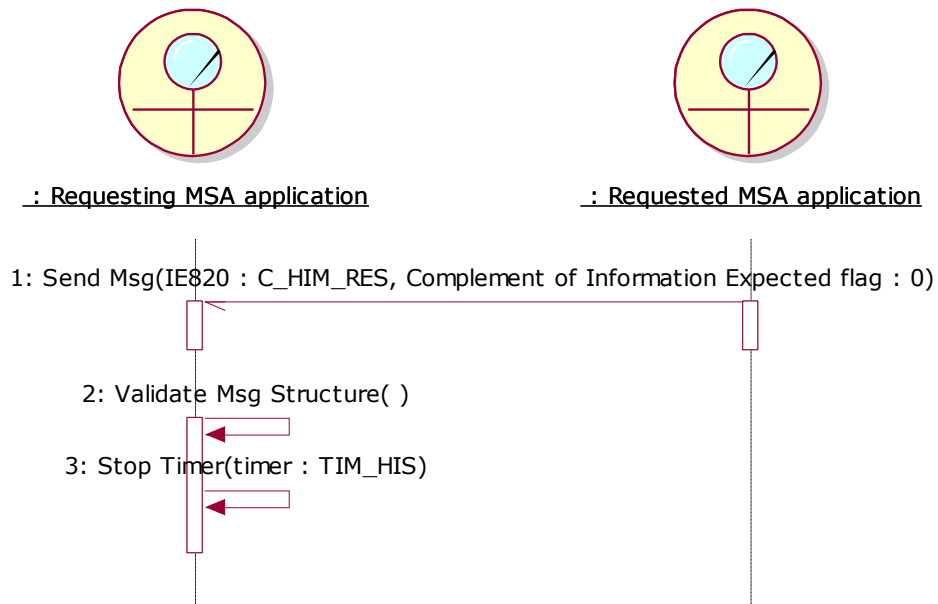 : Requesting MSA application
: Requested MSA application
1: Send Msg(IE820 : C_HIM_RES, Complement of Information Expected flag : 0)
2: Validate Msg Structure( )
3: Stop Timer(timer : TIM_HIS)